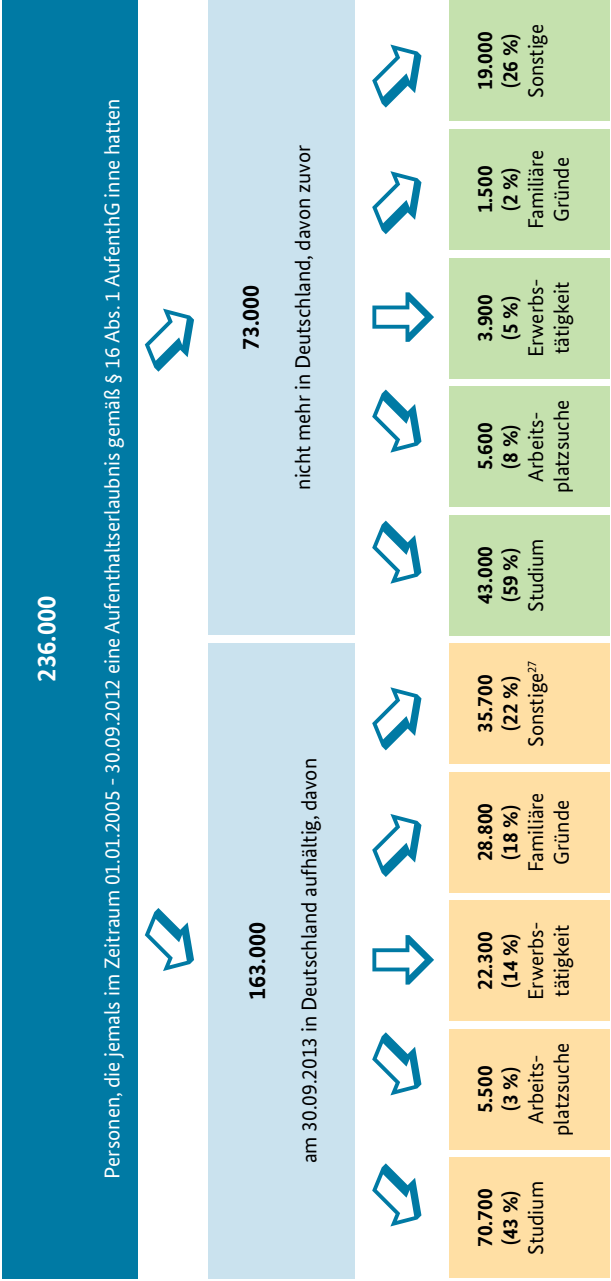 236.000
Personen, die jemals im Zeitraum 01.01.2005 - 30.09.2012 eine Aufenthaltserlaubnis gemäß § 16 Abs. 1 AufenthG inne hatten
163.000
am 30.09.2013 in Deutschland aufhältig, davon
73.000
nicht mehr in Deutschland, davon zuvor
70.700
(43 %)
Studium
5.500
(3 %)
Arbeits-
platzsuche
22.300
(14 %)
Erwerbs-
tätigkeit
28.800
(18 %)
Familiäre
Gründe
35.700
(22 %)
Sonstige27
43.000
(59 %)
Studium
5.600
(8 %)
Arbeits-
platzsuche
3.900
(5 %)
Erwerbs-
tätigkeit
1.500
(2 %)
Familiäre
Gründe
19.000
(26 %)
Sonstige